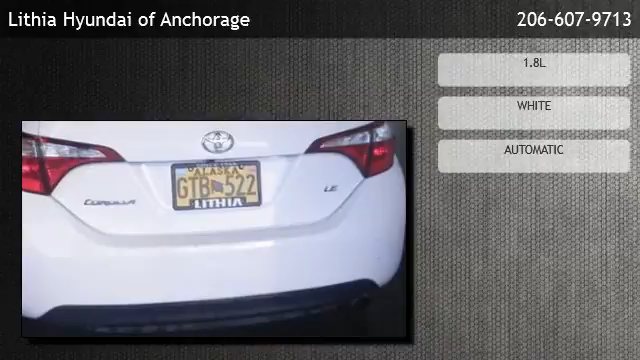 Lithia Hyundai of Anchorage
206-607-9713
1.8L
WHITE
AUTOMATIC
ALASKA
GTB 522
LITHIA
COROLLA
LE